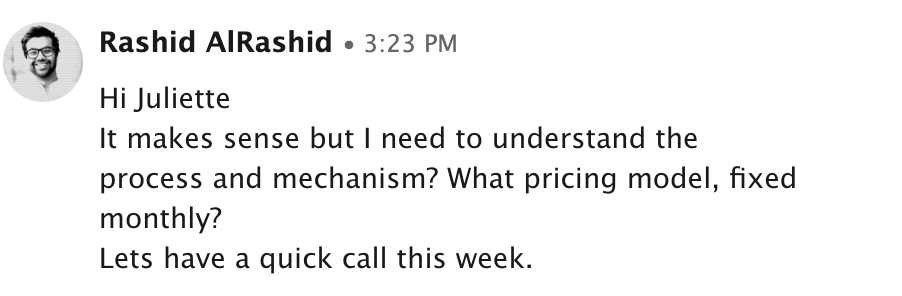 Rashid AlRashid • 3:23 PM
Hi Juliette
It makes sense but I need to understand the
process and mechanism? What pricing model, fixed
monthly?
Lets have a quick call this week.